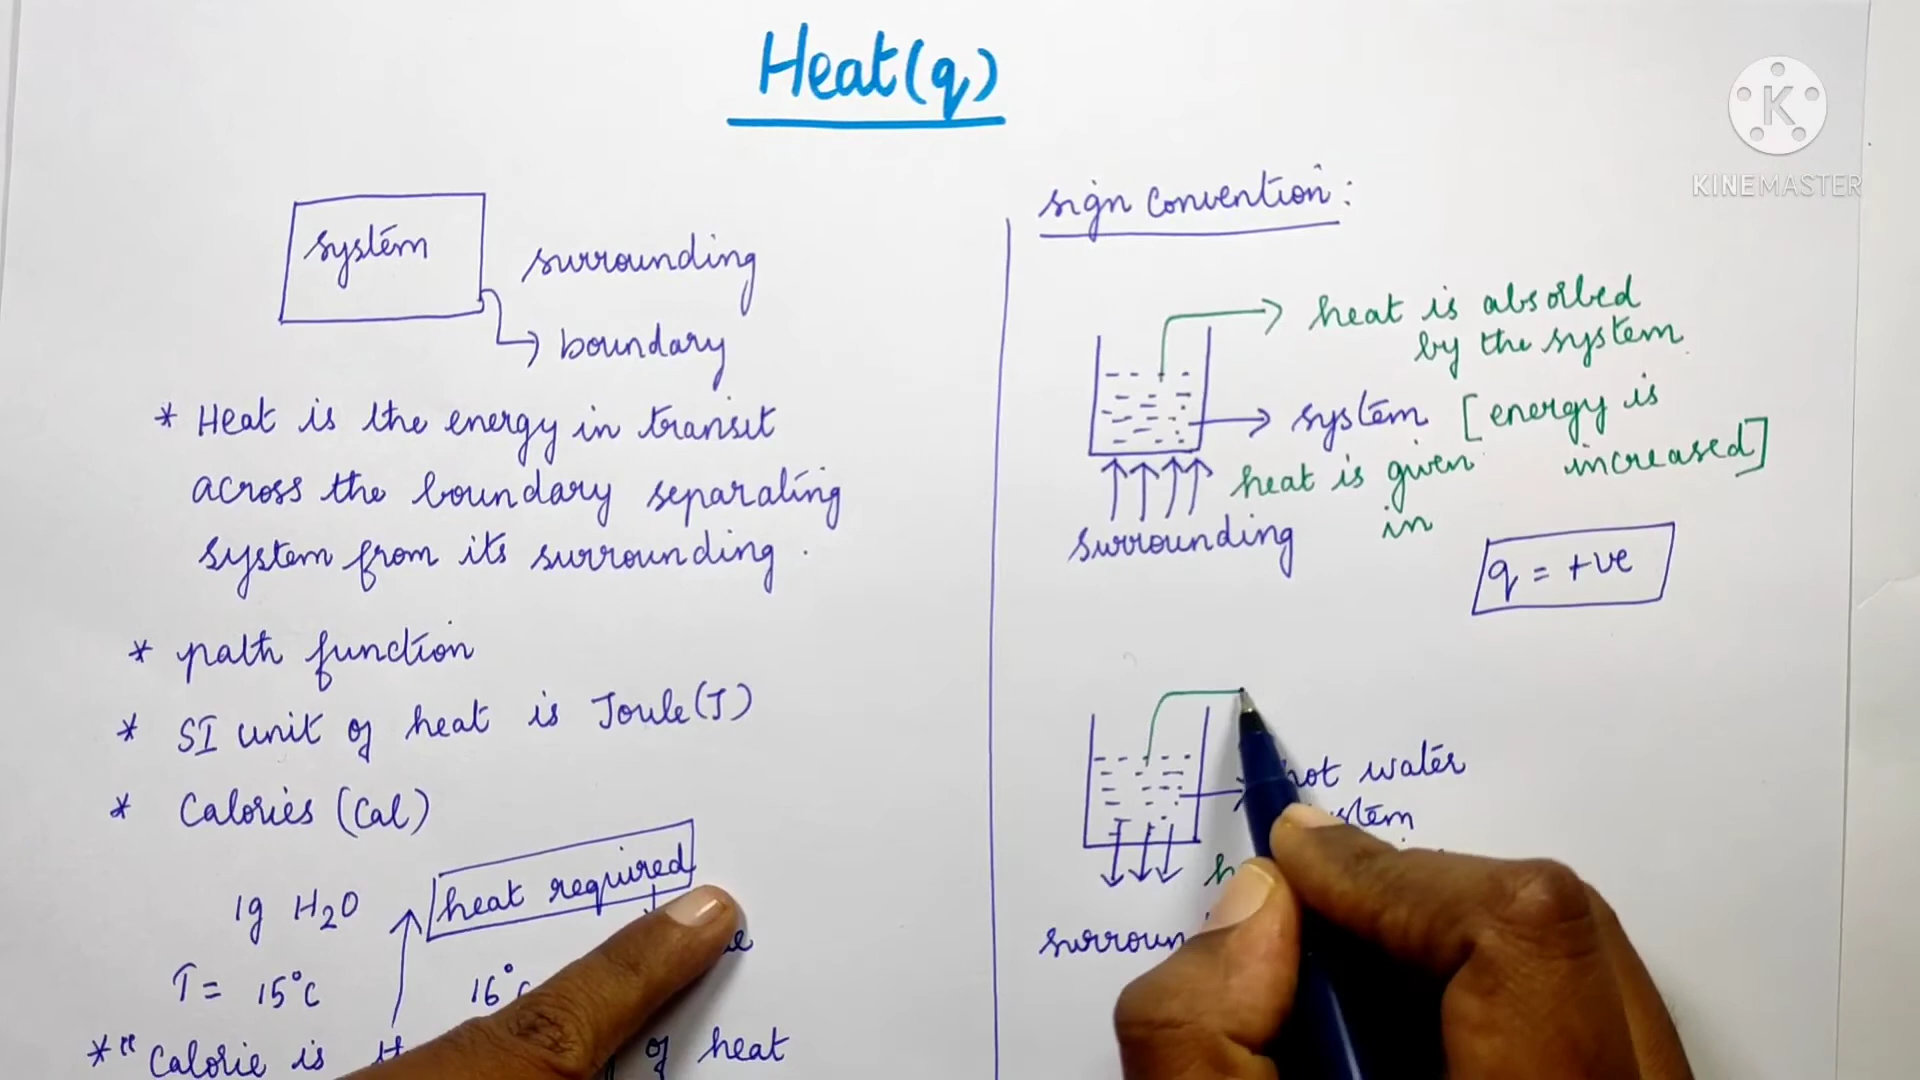 Heat(q)
system
surrounding
boundary
* Heat is the energy in transit
across the boundary separating
system from its surrounding.
* path function
* SI unit of heat is Joule(J)
* Calories (Cal)
heat required
1g H₂O
T = 15°C
16°C
*" Calorie is
of heat
sign convention:
heat is absorbed
by the system
system [energy is
increased]
heat is given
in
surrounding
q = +ve
hot water
KINEMASTER